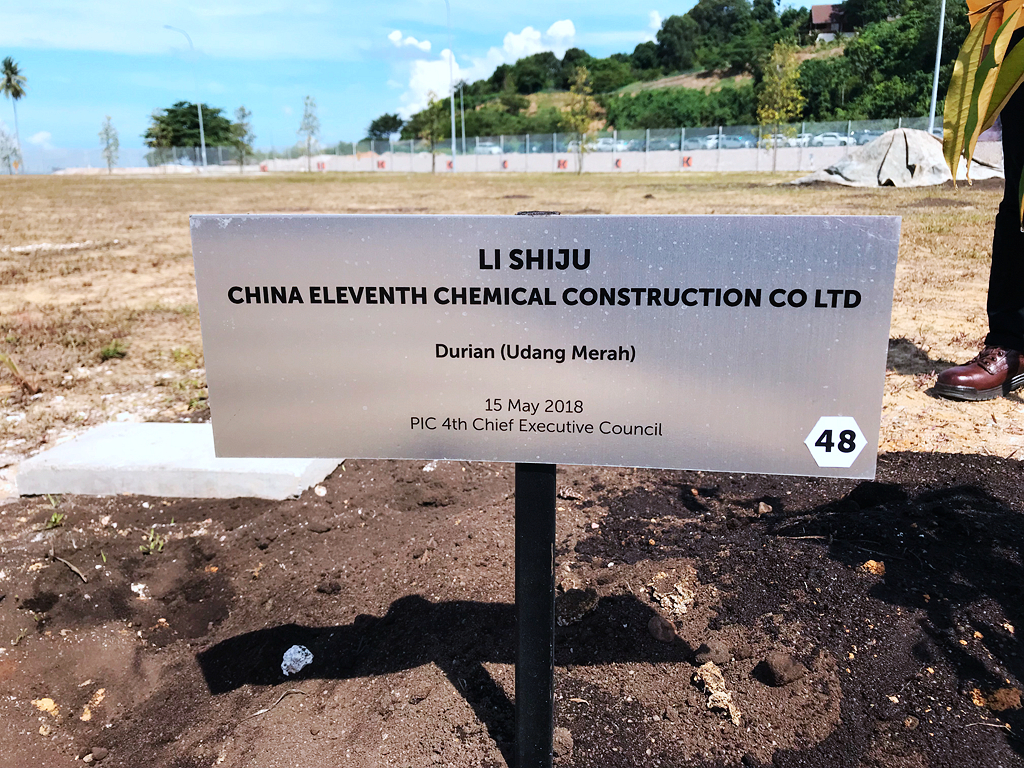 LI SHIJU
CHINA ELEVENTH CHEMICAL CONSTRUCTION CO LTD
Durian (Udang Merah)
15 May 2018
PIC 4th Chief Executive Council
48